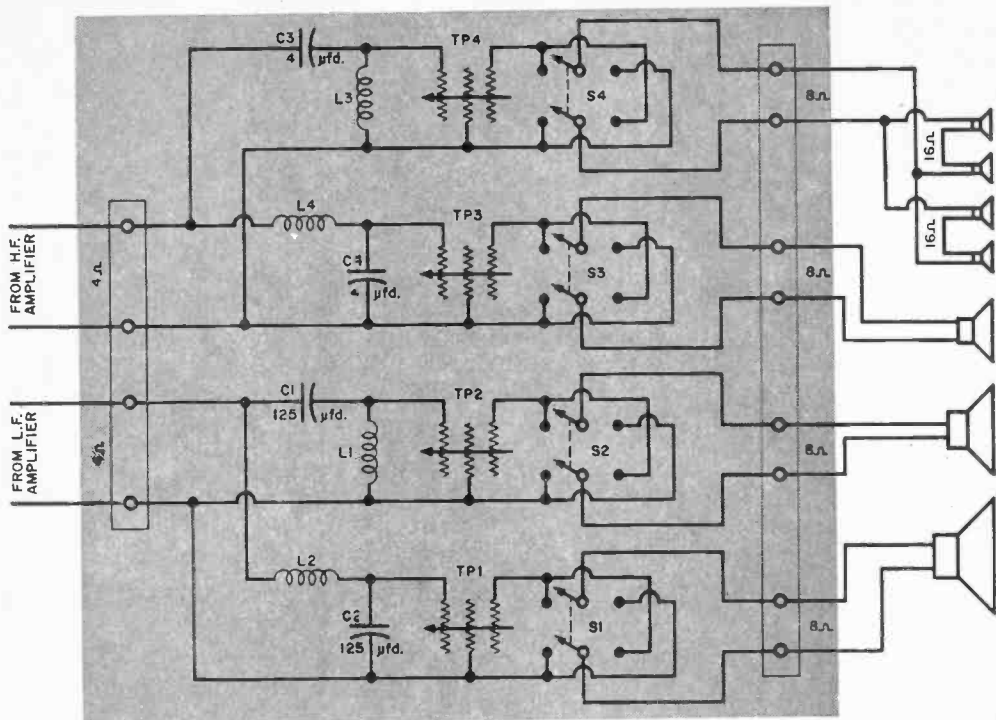 C3
4 µfd.
L3
TP4
S4
8Ω
16Ω
16Ω
FROM H.F.
AMPLIFIER
4Ω
L4
C4
4 µfd.
TP3
S3
8Ω
FROM L.F.
AMPLIFIER
4Ω
C1
125 µfd.
L1
TP2
S2
8Ω
L2
C2
125 µfd.
TP1
S1
8Ω